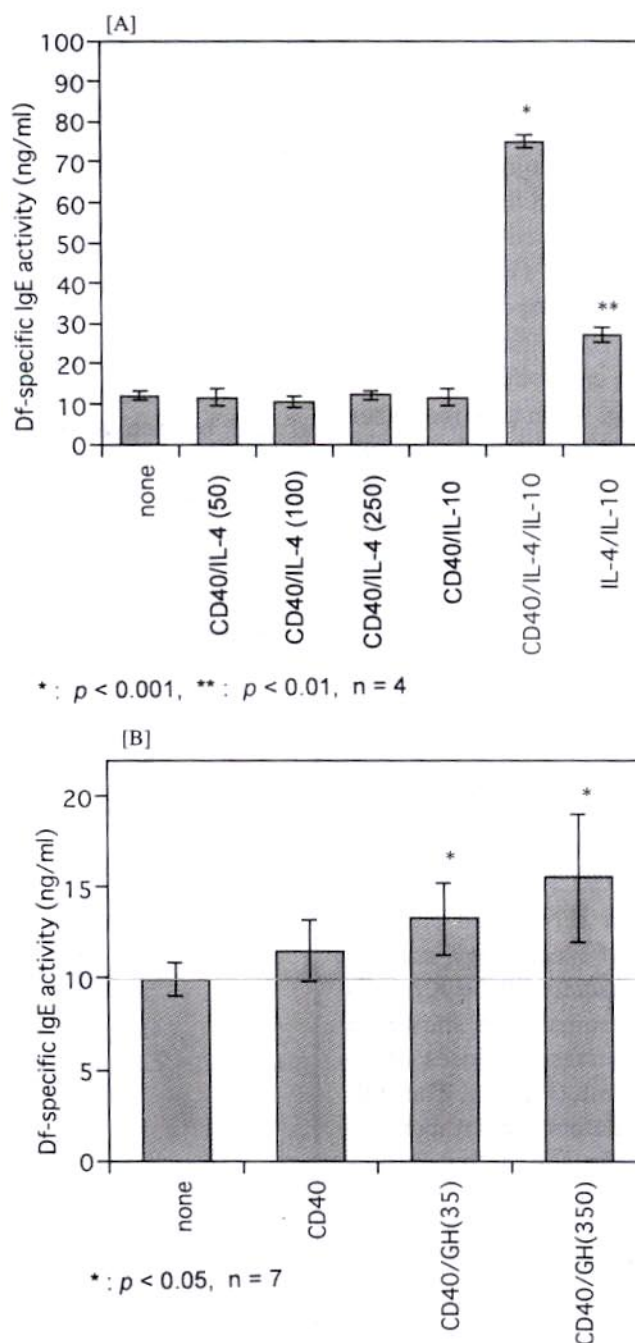 [A]
100
90
80
70
60
50
40
30
20
10
0
Df-specific IgE activity (ng/ml)
*
**
none
CD40/IL-4 (50)
CD40/IL-4 (100)
CD40/IL-4 (250)
CD40/IL-10
CD40/IL-4/IL-10
IL-4/IL-10
* : p < 0.001, ** : p < 0.01, n = 4
[B]
20
15
10
5
0
Df-specific IgE activity (ng/ml)
*
*
none
CD40
CD40/GH(35)
CD40/GH(350)
* : p < 0.05, n = 7